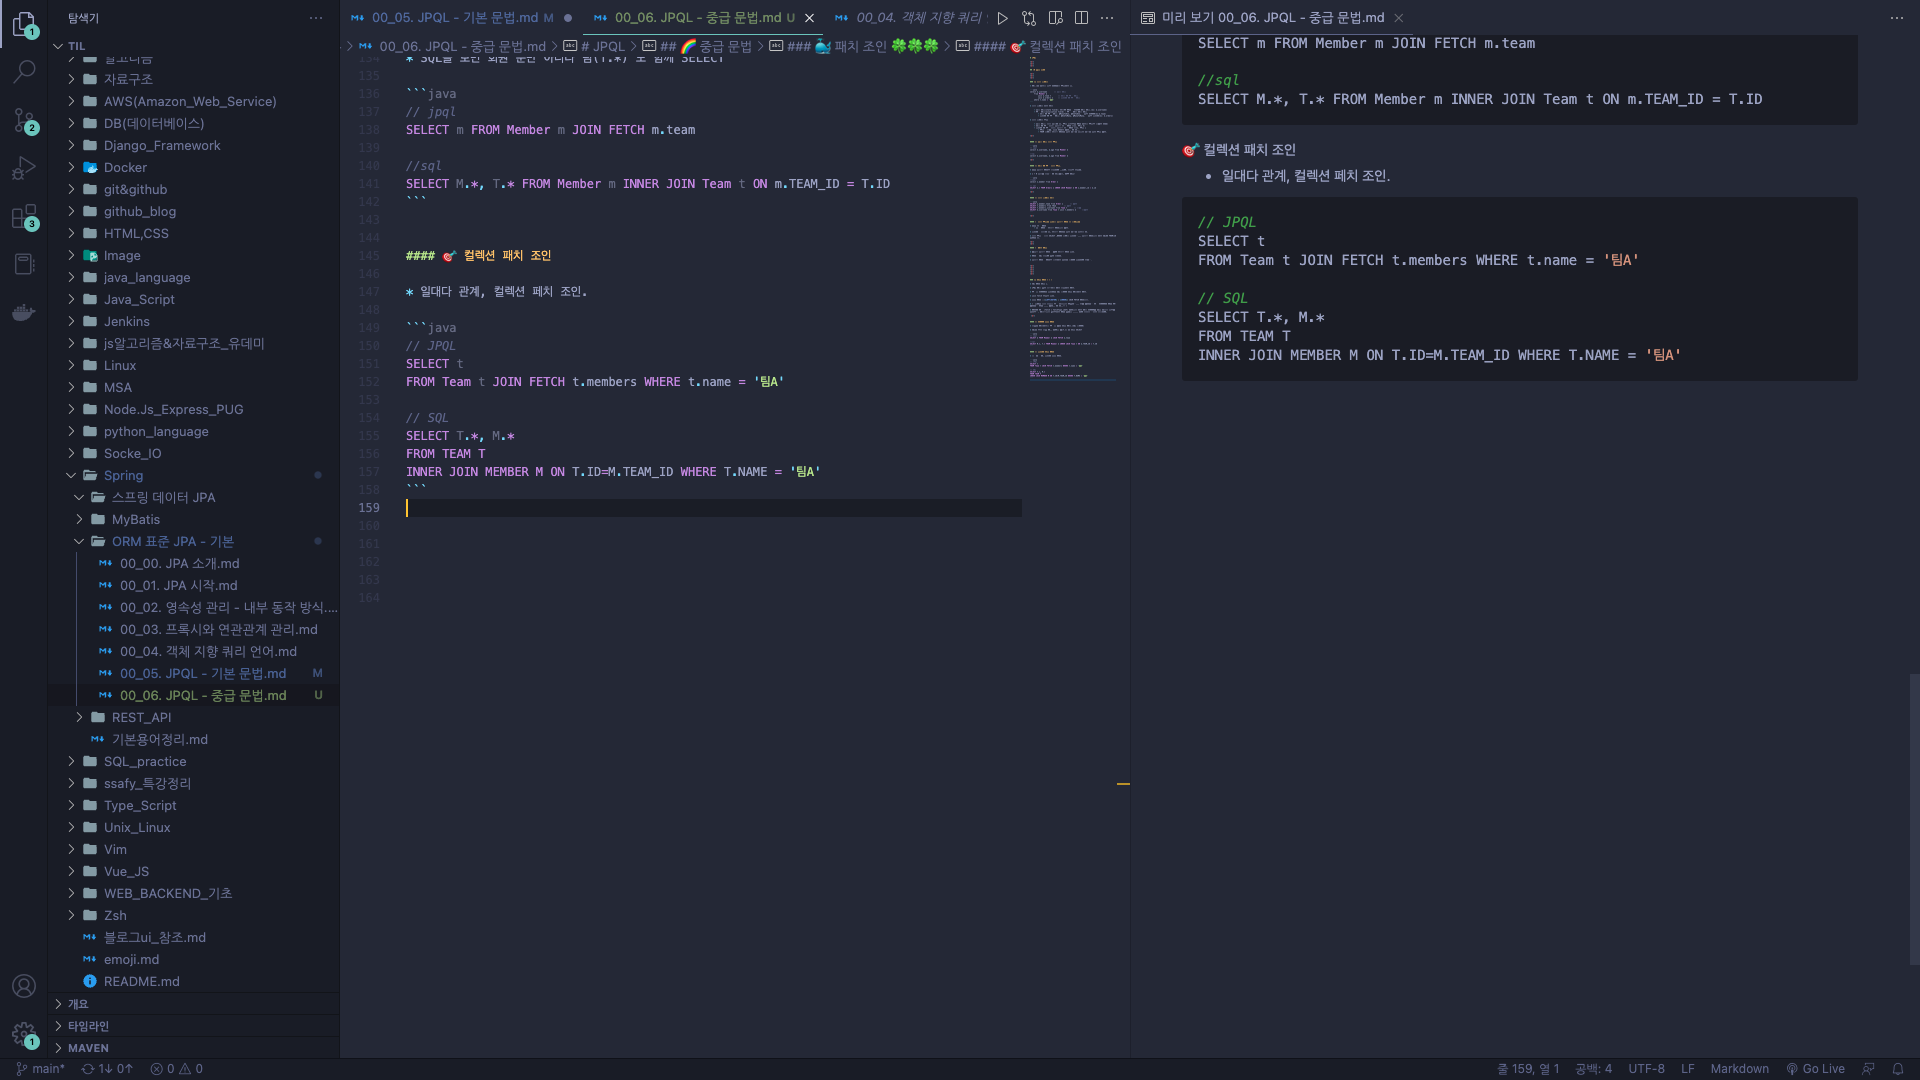 탐색기
TIL
알고리즘
자료구조
AWS(Amazon_Web_Service)
DB(데이터베이스)
Django_Framework
Docker
git&github
github_blog
HTML,CSS
Image
java_language
Java_Script
Jenkins
js알고리즘&자료구조_유데미
Linux
MSA
Node.Js_Express_PUG
python_language
Socke_IO
Spring
스프링 데이터 JPA
MyBatis
ORM 표준 JPA - 기본
00_00. JPA 소개.md
00_01. JPA 시작.md
00_02. 영속성 관리 - 내부 동작 방식....
00_03. 프록시와 연관관계 관리.md
00_04. 객체 지향 쿼리 언어.md
00_05. JPQL - 기본 문법.md M
00_06. JPQL - 중급 문법.md U
REST_API
기본용어정리.md
SQL_practice
ssafy_특강정리
Type_Script
Unix_Linux
Vim
Vue_JS
WEB_BACKEND_기초
Zsh
블로그ui_참조.md
emoji.md
README.md
개요
타임라인
MAVEN
1
2
3
1
00_05. JPQL - 기본 문법.md M
00_06. JPQL - 중급 문법.md U
00_04. 객체 지향 쿼리
00_06. JPQL - 중급 문법.md > # JPQL > ## 🌈 중급 문법 > ### 🐳 패치 조인 🍀🍀🍀 > #### 🎯 컬렉션 패치 조인
134 * SQL을 보면 회원 뿐만 아니라 팀(T.*) 도 함께 SELECT
135
136 ```java
137 // jpql
138 SELECT m FROM Member m JOIN FETCH m.team
139
140 //sql
141 SELECT M.*, T.* FROM Member m INNER JOIN Team t ON m.TEAM_ID = T.ID
142 ```
143
144
145 #### 🎯 컬렉션 패치 조인
146
147 * 일대다 관계, 컬렉션 페치 조인.
148
149 ```java
150 // JPQL
151 SELECT t
152 FROM Team t JOIN FETCH t.members WHERE t.name = '팀A'
153
154 // SQL
155 SELECT T.*, M.*
156 FROM TEAM T
157 INNER JOIN MEMBER M ON T.ID=M.TEAM_ID WHERE T.NAME = '팀A'
158 ```
159
160
161
162
163
164
미리 보기 00_06. JPQL - 중급 문법.md
SELECT m FROM Member m JOIN FETCH m.team
//sql
SELECT M.*, T.* FROM Member m INNER JOIN Team t ON m.TEAM_ID = T.ID
🎯 컬렉션 패치 조인
• 일대다 관계, 컬렉션 페치 조인.
// JPQL
SELECT t
FROM Team t JOIN FETCH t.members WHERE t.name = '팀A'
// SQL
SELECT T.*, M.*
FROM TEAM T
INNER JOIN MEMBER M ON T.ID=M.TEAM_ID WHERE T.NAME = '팀A'
main* 1↓ 0↑ 0 0
줄 159, 열 1 공백: 4 UTF-8 LF Markdown Go Live